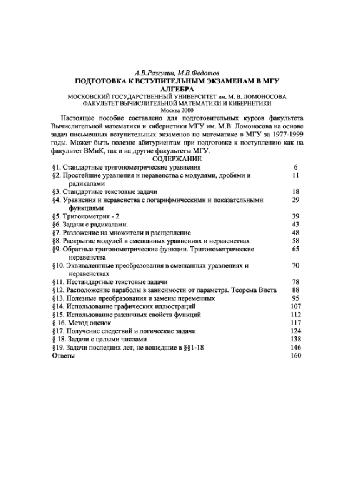 А.В.Разгулин, М.В.Федотов
ПОДГОТОВКА К ВСТУПИТЕЛЬНЫМ ЭКЗАМЕНАМ В МГУ
АЛГЕБРА
МОСКОВСКИЙ ГОСУДАРСТВЕННЫЙ УНИВЕРСИТЕТ им. М. В. ЛОМОНОСОВА
ФАКУЛЬТЕТ ВЫЧИСЛИТЕЛЬНОЙ МАТЕМАТИКИ И КИБЕРНЕТИКИ
Москва 2000
Настоящее пособие составлено для подготовительных курсов факультета
Вычислительной математики и кибернетики МГУ им. М.В. Ломоносова на основе
задач письменных вступительных экзаменов по математике в МГУ за 1977-1999
годы. Может быть полезно абитуриентам при подготовке к поступлению как на
факультет ВМиК, так и на другие факультеты МГУ.
СОДЕРЖАНИЕ
§1. Стандартные тригонометрические уравнения 6
§2. Простейшие уравнения и неравенства с модулями, дробями и 11
радикалами
§3. Стандартные текстовые задачи 18
§4. Уравнения и неравенства с логарифмическими и показательными 29
функциями
§5. Тригонометрия - 2 39
§6. Задачи с радикалами 43
§7. Разложение на множители и расщепление 48
§8. Раскрытие модулей в смешанных уравнениях и неравенствах 58
§9. Обратные тригонометрические функции. Тригонометрические 65
неравенства
§10. Эквивалентные преобразования в смешанных уравнениях и 70
неравенствах
§11. Нестандартные текстовые задачи 78
§12. Расположение параболы в зависимости от параметра. Теорема Виета 88
§13. Полезные преобразования и замены переменных 95
§14. Использование графических иллюстраций 107
§15. Использование различных свойств функций 112
§ 16. Метод оценок 117
§17. Получение следствий и логические задачи 124
§ 18. Задачи с целыми числами 138
§19. Задачи последних лет, не вошедшие в §§1-18 146
Ответы 160